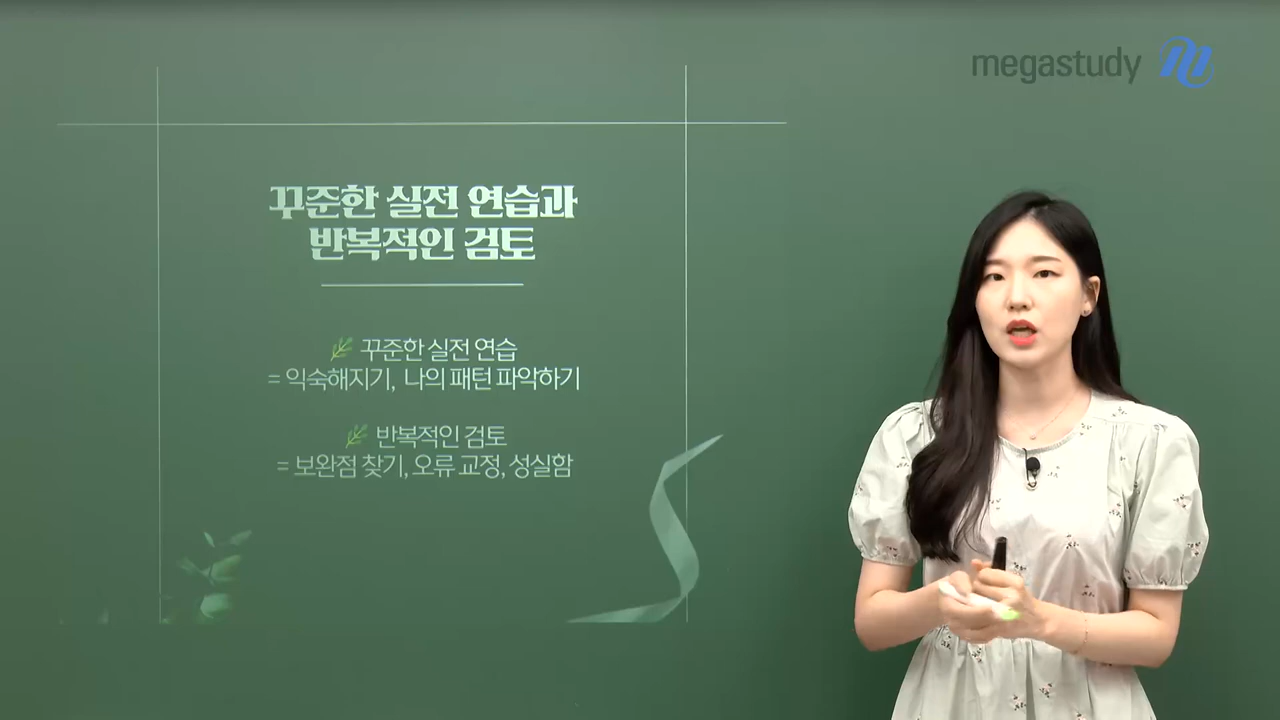 megastudy
꾸준한 실전 연습과
반복적인 검토
꾸준한 실전 연습
= 익숙해지기, 나의 패턴 파악하기
반복적인 검토
= 보완점 찾기, 오류 교정, 성실함